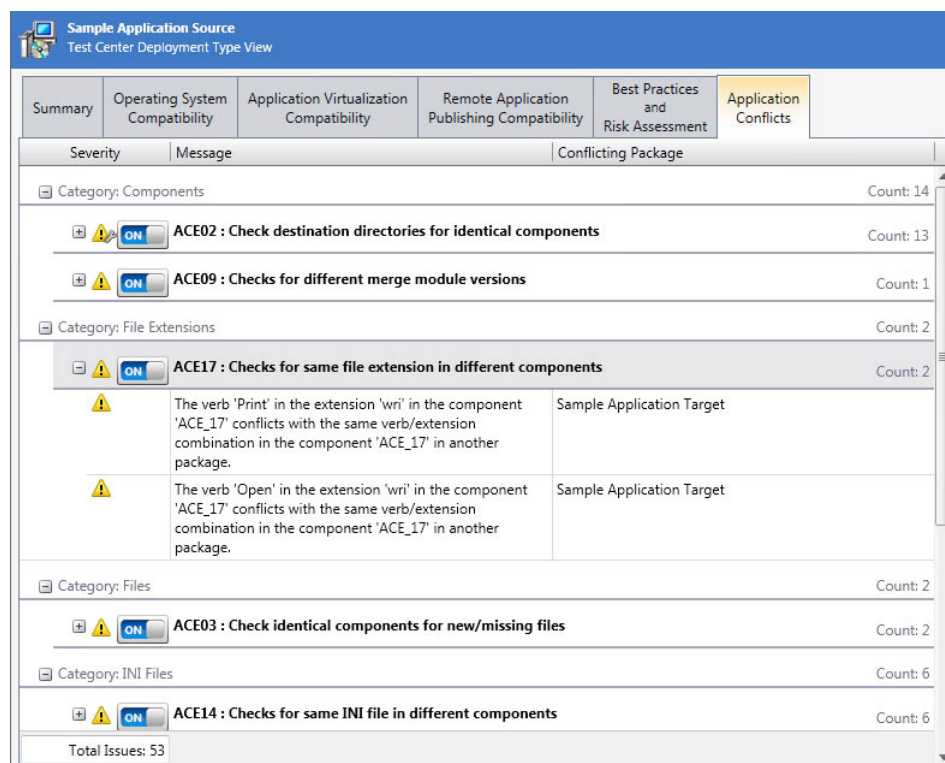 Sample Application Source
Test Center Deployment Type View
Summary
Operating System
Compatibility
Application Virtualization
Compatibility
Remote Application
Publishing Compatibility
Best Practices
and
Risk Assessment
Application
Conflicts
Severity Message Conflicting Package
Category: Components Count: 14
ON ACE02 : Check destination directories for identical components Count: 13
ON ACE09 : Checks for different merge module versions Count: 1
Category: File Extensions Count: 2
ON ACE17 : Checks for same file extension in different components Count: 2
The verb 'Print' in the extension 'wri' in the component Sample Application Target
'ACE_17' conflicts with the same verb/extension
combination in the component 'ACE_17' in another
package.
The verb 'Open' in the extension 'wri' in the component Sample Application Target
'ACE_17' conflicts with the same verb/extension
combination in the component 'ACE_17' in another
package.
Category: Files Count: 2
ON ACE03 : Check identical components for new/missing files Count: 2
Category: INI Files Count: 6
ON ACE14 : Checks for same INI file in different components Count: 6
Total Issues: 53